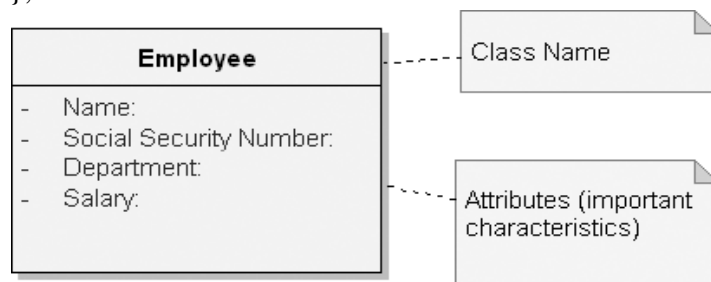 Employee
- Name:
- Social Security Number:
- Department:
- Salary:
Class Name
Attributes (important
characteristics)